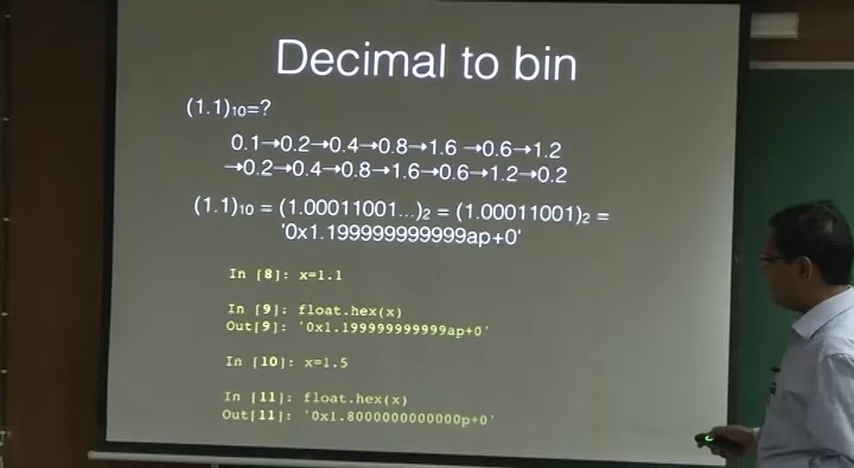 Decimal to bin
(1.1)₁₀=?
0.1→0.2→0.4→0.8→1.6 →0.6→1.2
→0.2→0.4→0.8→1.6→0.6→1.2→0.2
(1.1)₁₀ = (1.00011001...)₂ = (1.00011001)₂ =
'0x1.199999999999ap+0'
In [8]: x=1.1
In [9]: float.hex(x)
Out[9]: '0x1.199999999999ap+0'
In [10]: x=1.5
In [11]: float.hex(x)
Out[11]: '0x1.8000000000000p+0'